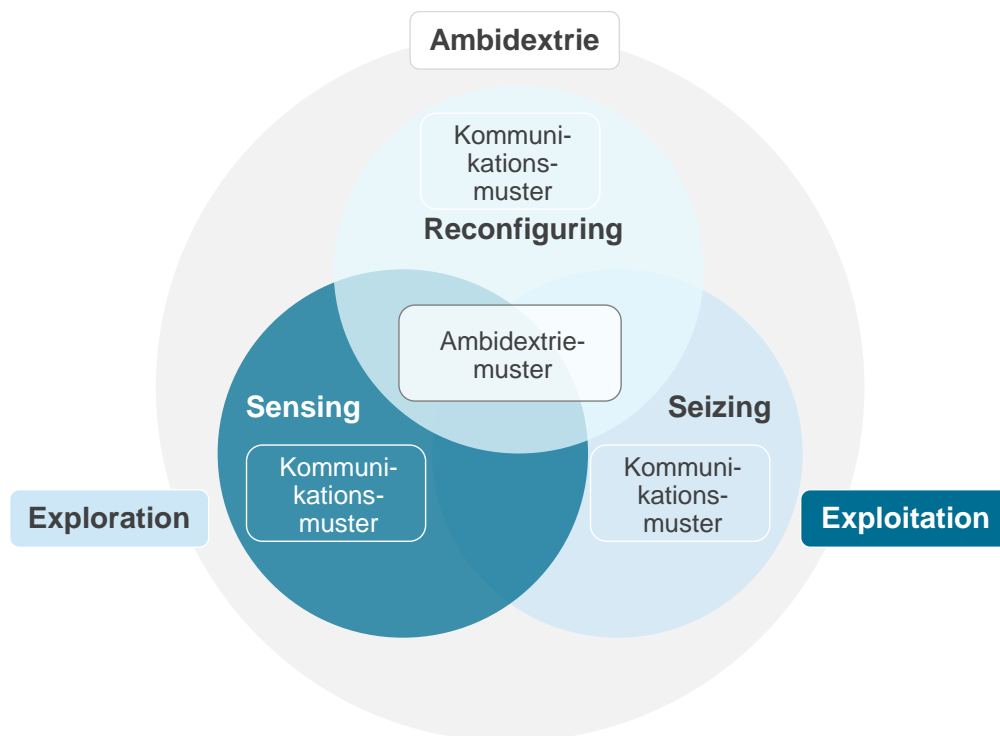 Ambidextrie
Kommuni-
kations-
muster
Reconfiguring
Ambidextrie-
muster
Sensing
Seizing
Kommuni-
kations-
muster
Kommuni-
kations-
muster
Exploration
Exploitation